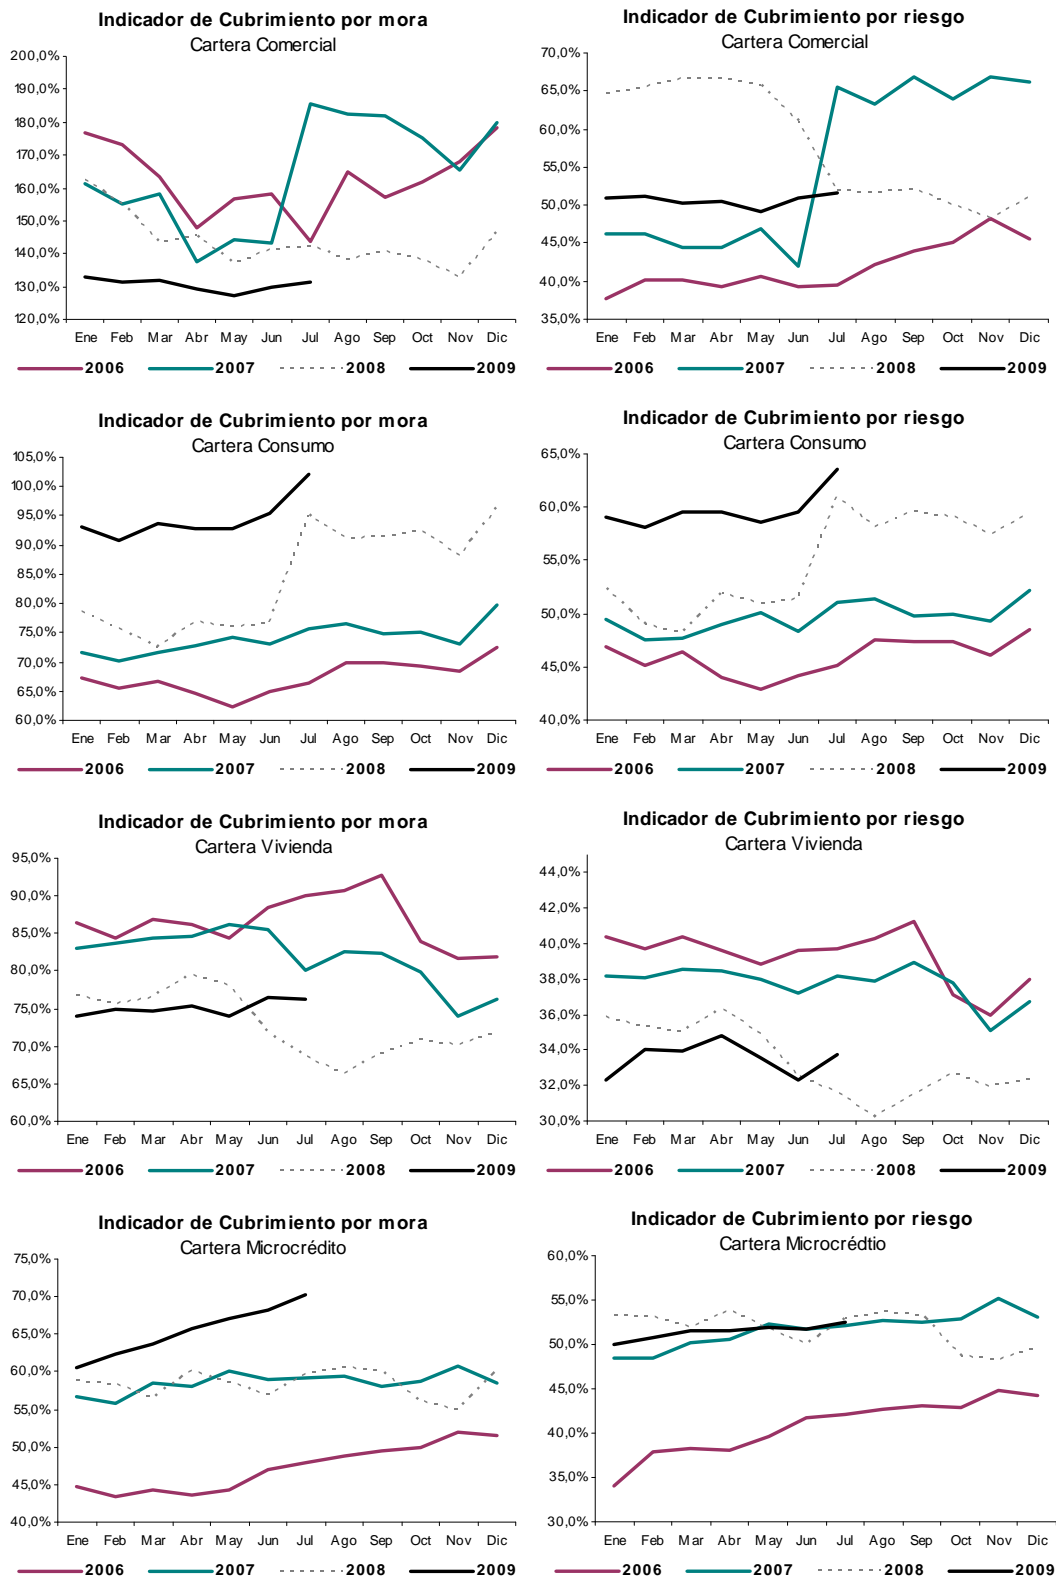 Indicador de Cubrimiento por mora
Cartera Comercial
200,0%
190,0%
180,0%
170,0%
160,0%
150,0%
140,0%
130,0%
120,0%
Ene Feb Mar Abr May Jun Jul Ago Sep Oct Nov Dic
2006 2007 2008 2009
Indicador de Cubrimiento por riesgo
Cartera Comercial
70,0%
65,0%
60,0%
55,0%
50,0%
45,0%
40,0%
35,0%
Ene Feb Mar Abr May Jun Jul Ago Sep Oct Nov Dic
2006 2007 2008 2009
Indicador de Cubrimiento por mora
Cartera Consumo
105,0%
100,0%
95,0%
90,0%
85,0%
80,0%
75,0%
70,0%
65,0%
60,0%
Ene Feb Mar Abr May Jun Jul Ago Sep Oct Nov Dic
2006 2007 2008 2009
Indicador de Cubrimiento por riesgo
Cartera Consumo
65,0%
60,0%
55,0%
50,0%
45,0%
40,0%
Ene Feb Mar Abr May Jun Jul Ago Sep Oct Nov Dic
2006 2007 2008 2009
Indicador de Cubrimiento por mora
Cartera Vivienda
95,0%
90,0%
85,0%
80,0%
75,0%
70,0%
65,0%
60,0%
Ene Feb Mar Abr May Jun Jul Ago Sep Oct Nov Dic
2006 2007 2008 2009
Indicador de Cubrimiento por riesgo
Cartera Vivienda
44,0%
42,0%
40,0%
38,0%
36,0%
34,0%
32,0%
30,0%
Ene Feb Mar Abr May Jun Jul Ago Sep Oct Nov Dic
2006 2007 2008 2009
Indicador de Cubrimiento por mora
Cartera Microcrédito
75,0%
70,0%
65,0%
60,0%
55,0%
50,0%
45,0%
40,0%
Ene Feb Mar Abr May Jun Jul Ago Sep Oct Nov Dic
2006 2007 2008 2009
Indicador de Cubrimiento por riesgo
Cartera Microcrédtio
60,0%
55,0%
50,0%
45,0%
40,0%
35,0%
30,0%
Ene Feb Mar Abr May Jun Jul Ago Sep Oct Nov Dic
2006 2007 2008 2009